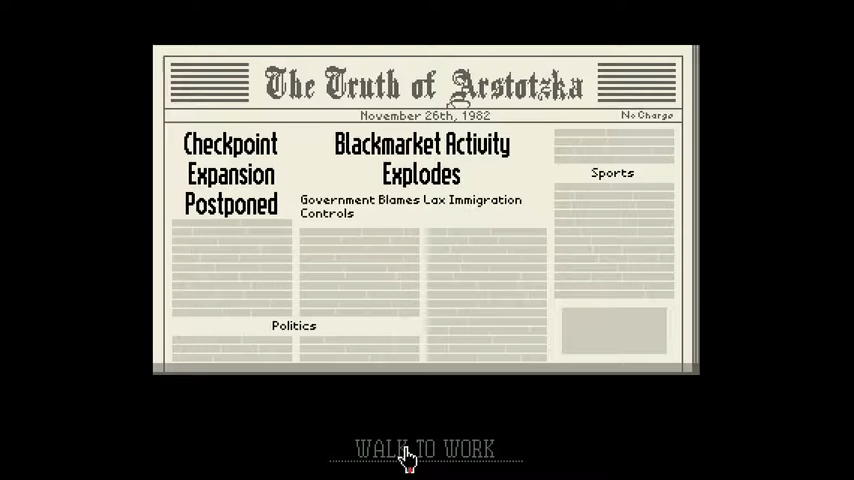 The Truth of Arstotzka
November 26th, 1982
No Charge
Checkpoint
Expansion
Postponed
Blackmarket Activity
Explodes
Government Blames Lax Immigration
Controls
Sports
Politics
WALK TO WORK